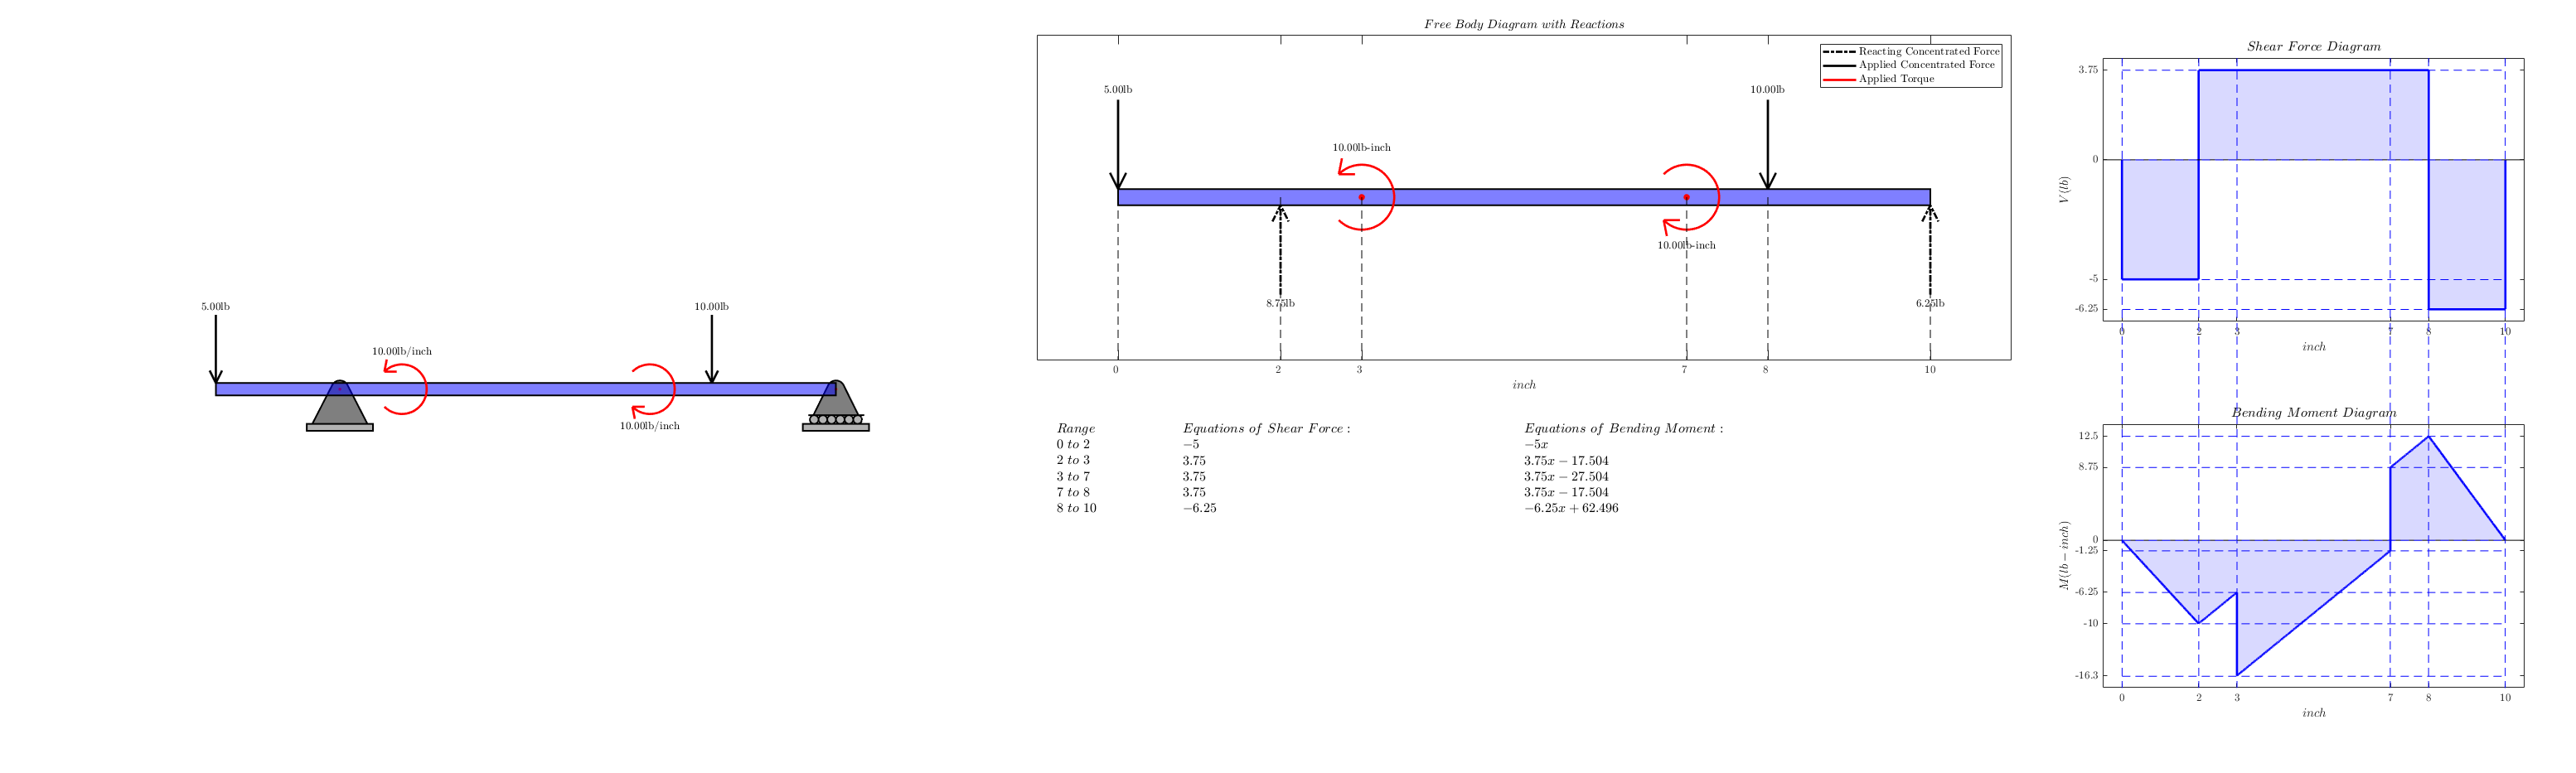 5.00lb
10.00lb
10.00lb/inch
10.00lb/inch
Free Body Diagram with Reactions
Reacting Concentrated Force
Applied Concentrated Force
Applied Torque
5.00lb
10.00lb
10.00lb-inch
10.00lb-inch
8.75lb
6.25lb
0 2 3 7 8 10
inch
Range Equations of Shear Force : Equations of Bending Moment :
0 to 2 −5 −5x
2 to 3 3.75 3.75x − 17.504
3 to 7 3.75 3.75x − 27.504
7 to 8 3.75 3.75x − 17.504
8 to 10 −6.25 −6.25x + 62.496
Shear Force Diagram
3.75
0
-5
-6.25
V(lb)
0 2 3 7 8 10
inch
Bending Moment Diagram
12.5
8.75
0
-1.25
-6.25
-10
-16.3
M(lb − inch)
0 2 3 7 8 10
inch